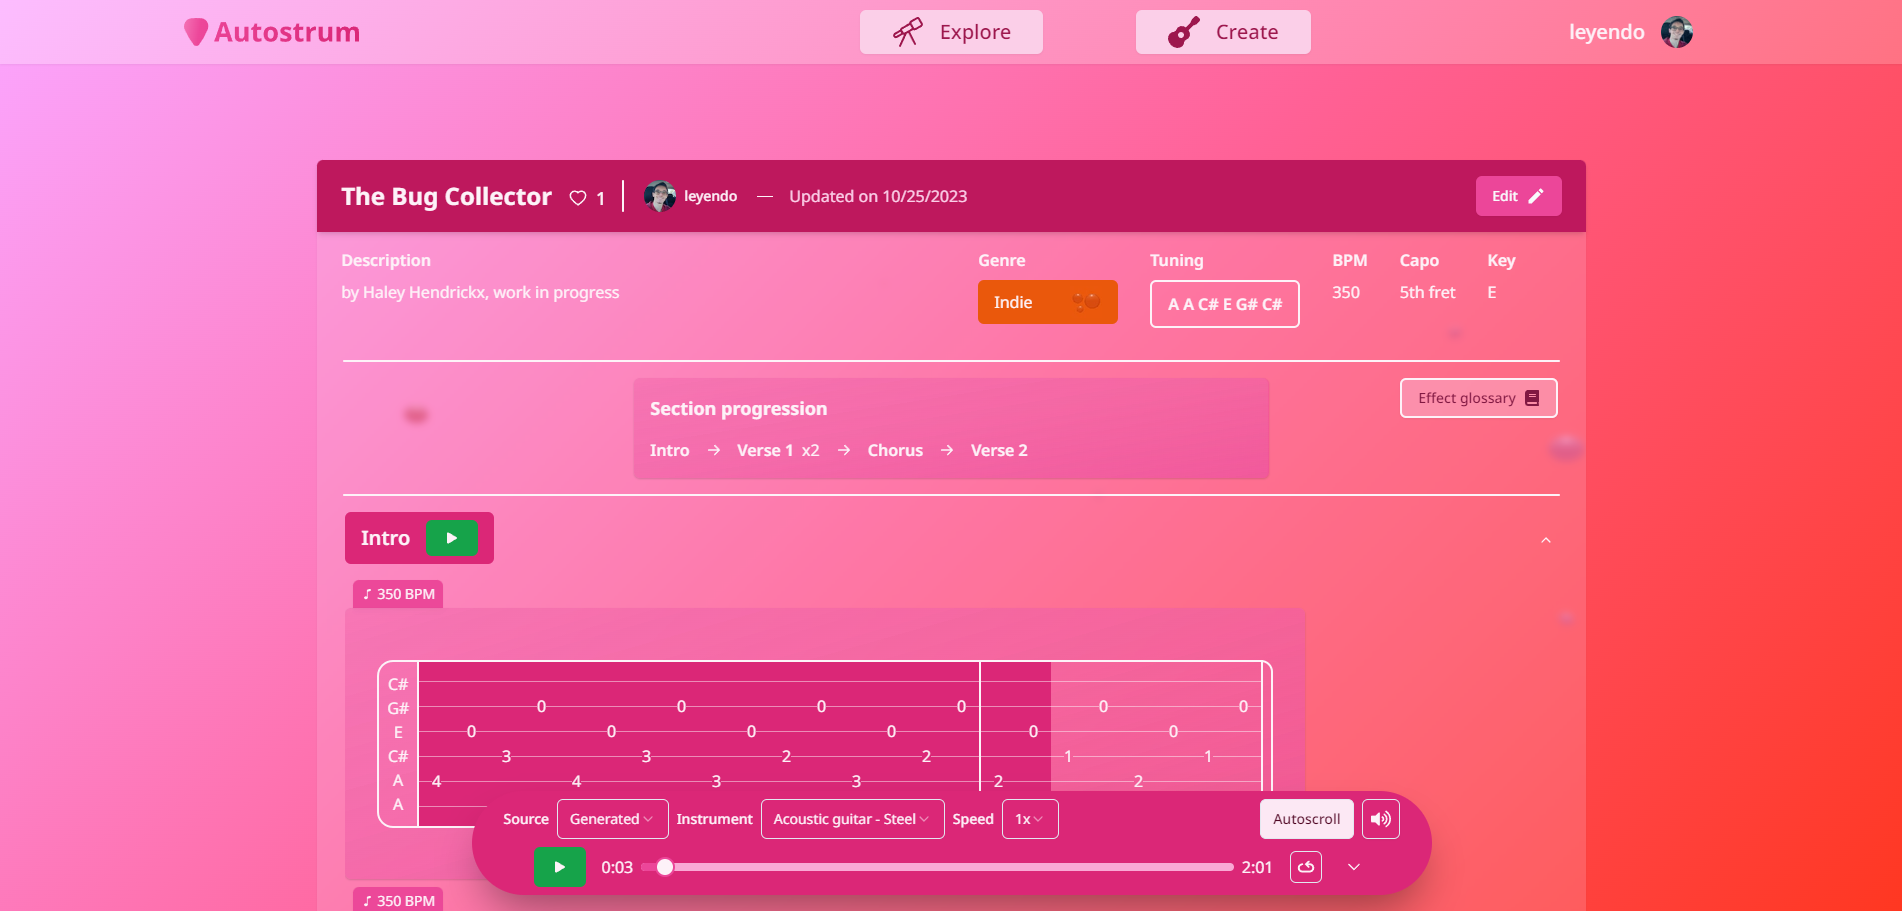 Autostrum
Explore
Create
leyendo
The Bug Collector 1 leyendo — Updated on 10/25/2023
Edit
Description
Genre
Tuning
BPM
Capo
Key
by Haley Hendrickx, work in progress
Indie
A A C# E G# C#
350
5th fret
E
Section progression
Effect glossary
Intro → Verse 1 x2 → Chorus → Verse 2
Intro
350 BPM
C#
G# 0 0 0 0 0 0
E 0 0 0 0 0 0
C# 3 3 2 2 1 1
A 4 4 3 3 2 2
A
Source Generated Instrument Acoustic guitar - Steel Speed 1x Autoscroll
0:03 2:01
350 BPM